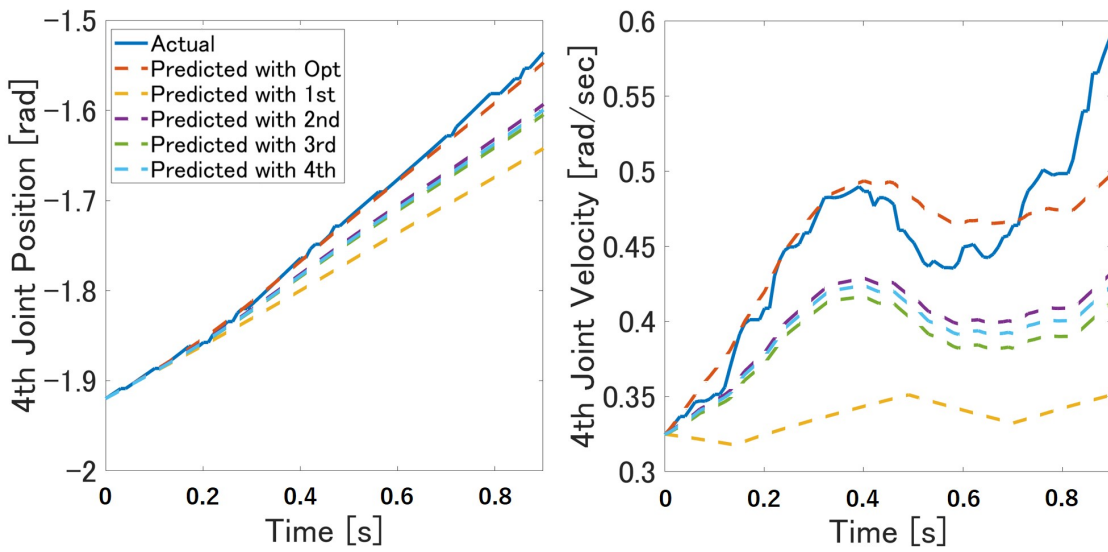 4th Joint Position [rad]
-1.5
-1.6
-1.7
-1.8
-1.9
-2
Actual
Predicted with Opt
Predicted with 1st
Predicted with 2nd
Predicted with 3rd
Predicted with 4th
0 0.2 0.4 0.6 0.8
Time [s]
4th Joint Velocity [rad/sec]
0.6
0.55
0.5
0.45
0.4
0.35
0.3
0 0.2 0.4 0.6 0.8
Time [s]